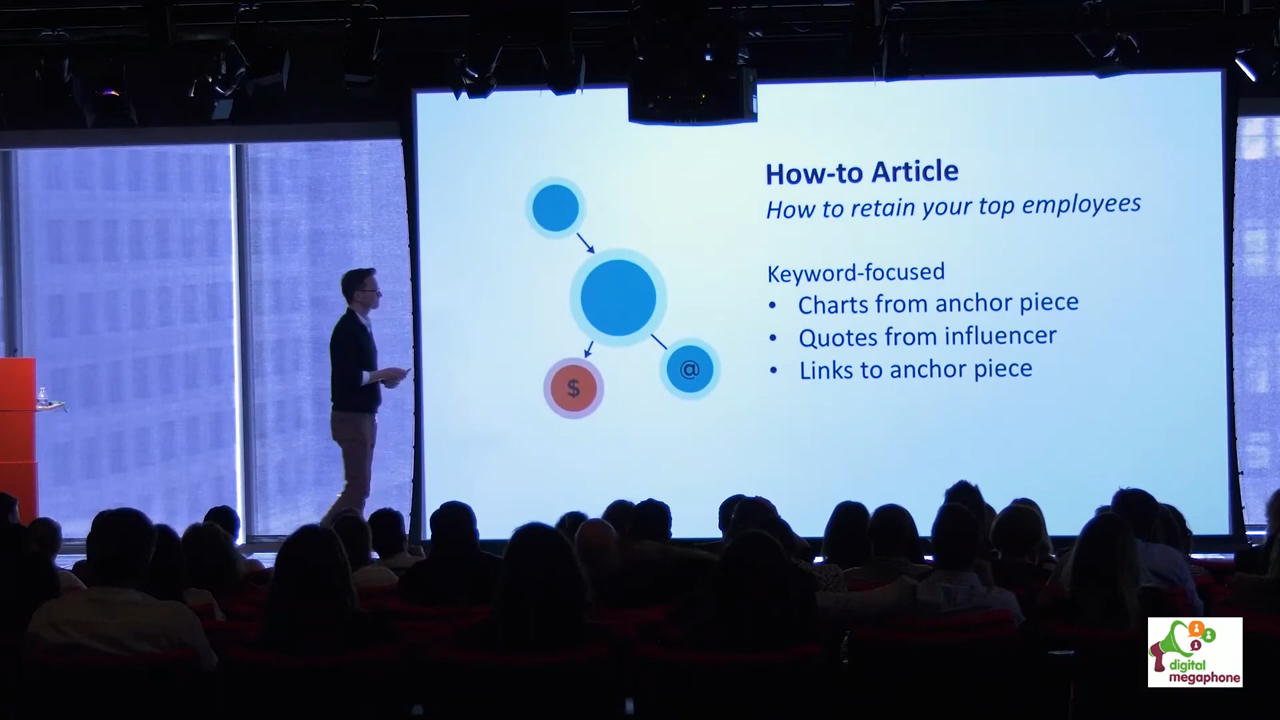 How-to Article
How to retain your top employees
Keyword-focused
• Charts from anchor piece
• Quotes from influencer
• Links to anchor piece
@
$
digital
megaphone